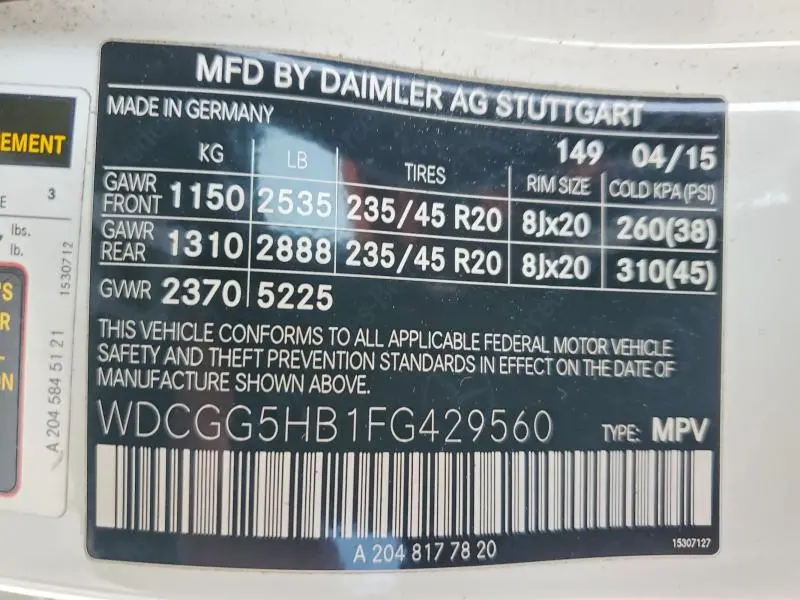 MFD BY DAIMLER AG STUTTGART
MADE IN GERMANY
149 04/15
KG LB TIRES RIM SIZE COLD KPA (PSI)
GAWR FRONT 1150 2535 235/45 R20 8Jx20 260(38)
GAWR REAR 1310 2888 235/45 R20 8Jx20 310(45)
GVWR 2370 5225
THIS VEHICLE CONFORMS TO ALL APPLICABLE FEDERAL MOTOR VEHICLE
SAFETY AND THEFT PREVENTION STANDARDS IN EFFECT ON THE DATE OF
MANUFACTURE SHOWN ABOVE.
WDCGG5HB1FG429560 TYPE: MPV
A 204 817 78 20
15307127
EMENT
E 3
lbs.
lb.
'S
R
L-
ON
1530712
A 204 584 51 21